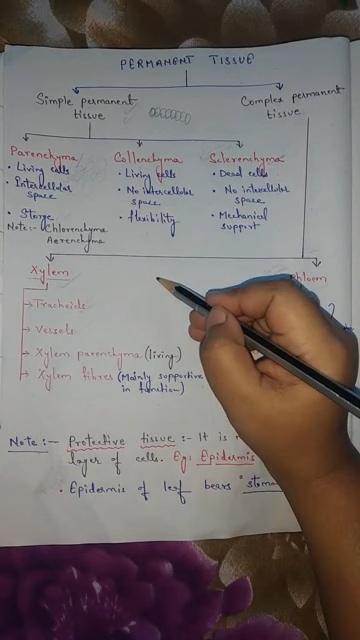 PERMANENT TISSUE
Simple permanent tissue
Complex permanent tissue
Parenchyma
• Living cells
• Intercellular space
• Storage
Note:- Chlorenchyma
Aerenchyma
Collenchyma
• Living cells
• No intercellular space
• flexibility
Sclerenchyma
• Dead cells
• No intercellular space
• Mechanical support
Xylem
→ Tracheids
→ Vessels
→ Xylem parenchyma (living)
→ Xylem fibres (Mainly supportive
in function)
Phloem
Note :- Protective tissue :- It is
layer of cells. Eg: Epidermis
• Epidermis of leaf bears "stoma